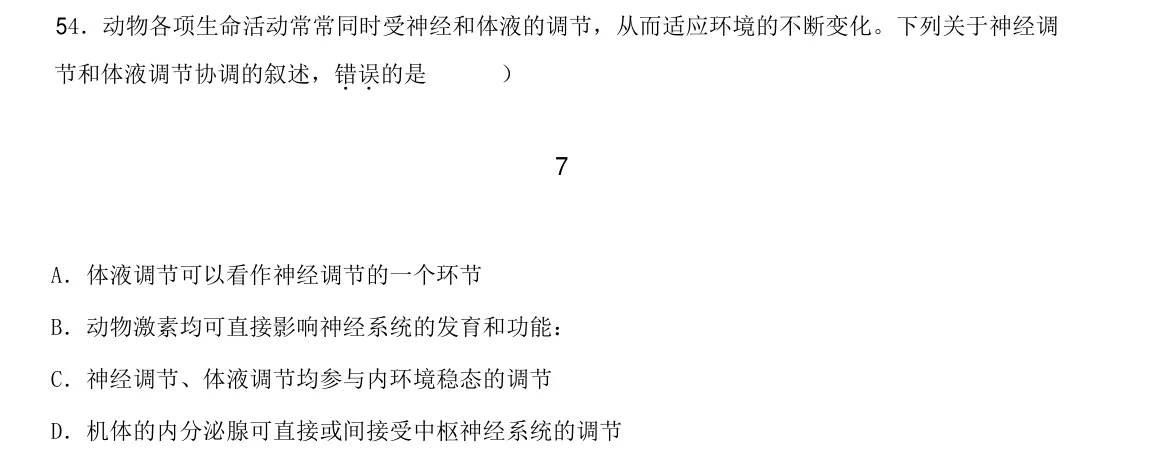 54．动物各项生命活动常常同时受神经和体液的调节，从而适应环境的不断变化。下列关于神经调
节和体液调节协调的叙述，错误的是　　　）
7
A．体液调节可以看作神经调节的一个环节
B．动物激素均可直接影响神经系统的发育和功能：
C．神经调节、体液调节均参与内环境稳态的调节
D．机体的内分泌腺可直接或间接受中枢神经系统的调节